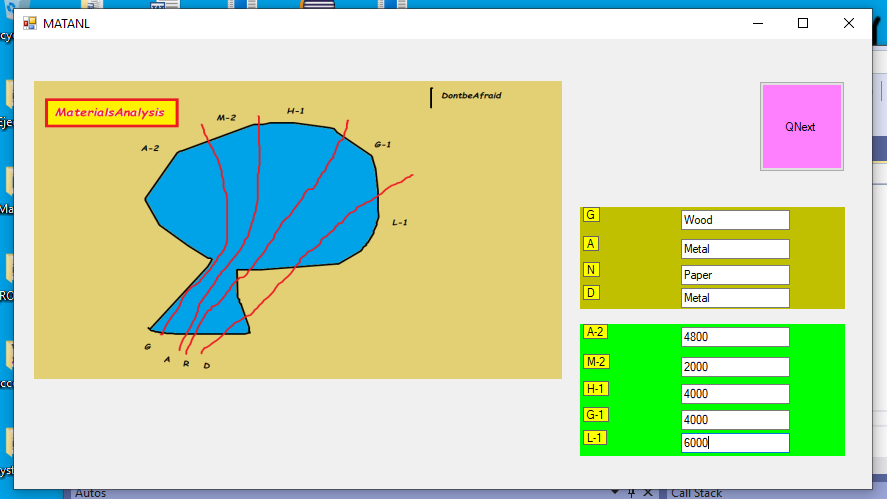 MATANL
MaterialsAnalysis
DontbeAfraid
A-2
M-2
H-1
G-1
L-1
G
A
R
D
QNext
G Wood
A Metal
N Paper
D Metal
A-2 4800
M-2 2000
H-1 4000
G-1 4000
L-1 6000
Autos
Call Stack